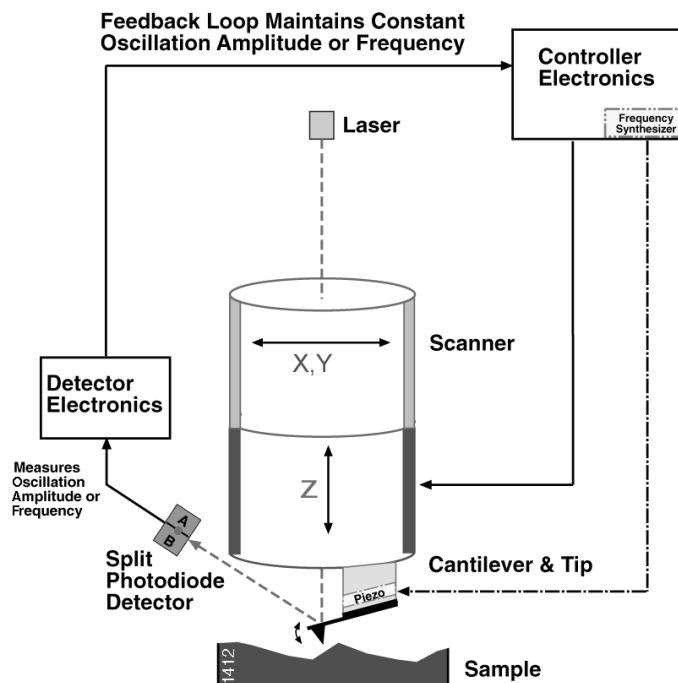 Feedback Loop Maintains Constant
Oscillation Amplitude or Frequency
Controller
Electronics
Frequency
Synthesizer
Laser
X,Y
Scanner
Detector
Electronics
Measures
Oscillation
Amplitude or
Frequency
Z
A
B
Split
Photodiode
Detector
Cantilever & Tip
Piezo
1412
Sample